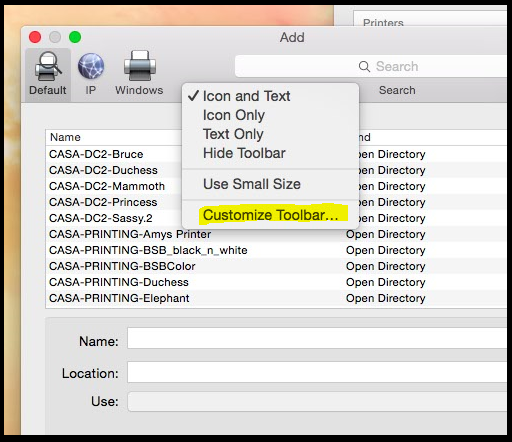 Printers
Add
Search
Default IP Windows Search
✓ Icon and Text
Icon Only
Text Only
Hide Toolbar
Use Small Size
Customize Toolbar...
Name
CASA-DC2-Bruce Open Directory
CASA-DC2-Duchess Open Directory
CASA-DC2-Mammoth Open Directory
CASA-DC2-Princess Open Directory
CASA-DC2-Sassy.2 Open Directory
CASA-PRINTING-Amys Printer Open Directory
CASA-PRINTING-BSB_black_n_white Open Directory
CASA-PRINTING-BSBColor Open Directory
CASA-PRINTING-Duchess Open Directory
CASA-PRINTING-Elephant Open Directory
Name:
Location:
Use: